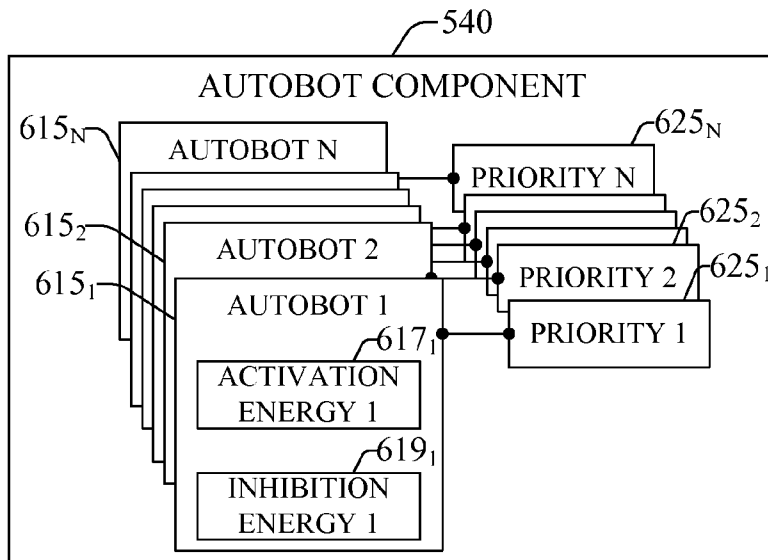 540
AUTOBOT COMPONENT
615N
AUTOBOT N
625N
PRIORITY N
615₂
AUTOBOT 2
625₂
PRIORITY 2
615₁
AUTOBOT 1
625₁
PRIORITY 1
617₁
ACTIVATION
ENERGY 1
619₁
INHIBITION
ENERGY 1